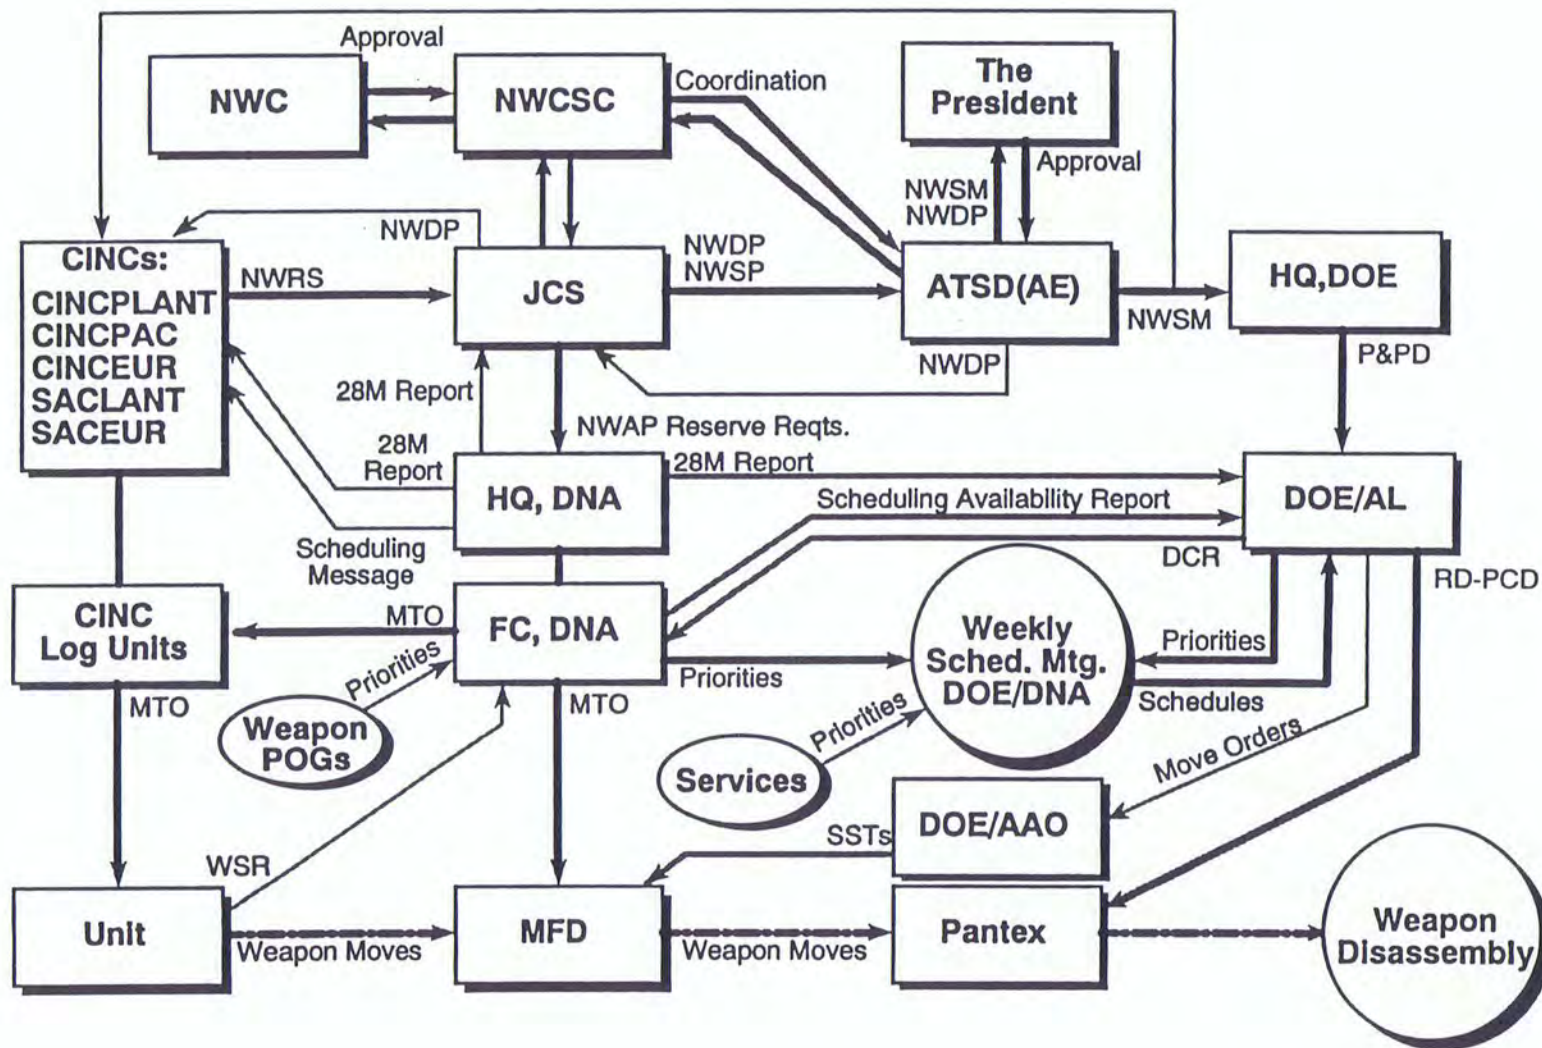 Approval
NWC
NWCSC
Coordination
The
President
Approval
NWSM
NWDP
NWDP
CINCs:
CINCPLANT
CINCPAC
CINCEUR
SACLANT
SACEUR
NWRS
JCS
NWDP
NWSP
ATSD(AE)
NWSM
HQ,DOE
P&PD
NWDP
28M Report
NWAP Reserve Reqts.
28M
Report
HQ, DNA
28M Report
Scheduling Availability Report
DOE/AL
DCR
RD-PCD
Scheduling
Message
CINC
Log Units
MTO
FC, DNA
Priorities
Weekly
Sched. Mtg.
DOE/DNA
Priorities
Schedules
MTO
Priorities
Weapon
POGs
MTO
Priorities
Services
Move Orders
DOE/AAO
SSTs
WSR
Unit
Weapon Moves
MFD
Weapon Moves
Pantex
Weapon
Disassembly